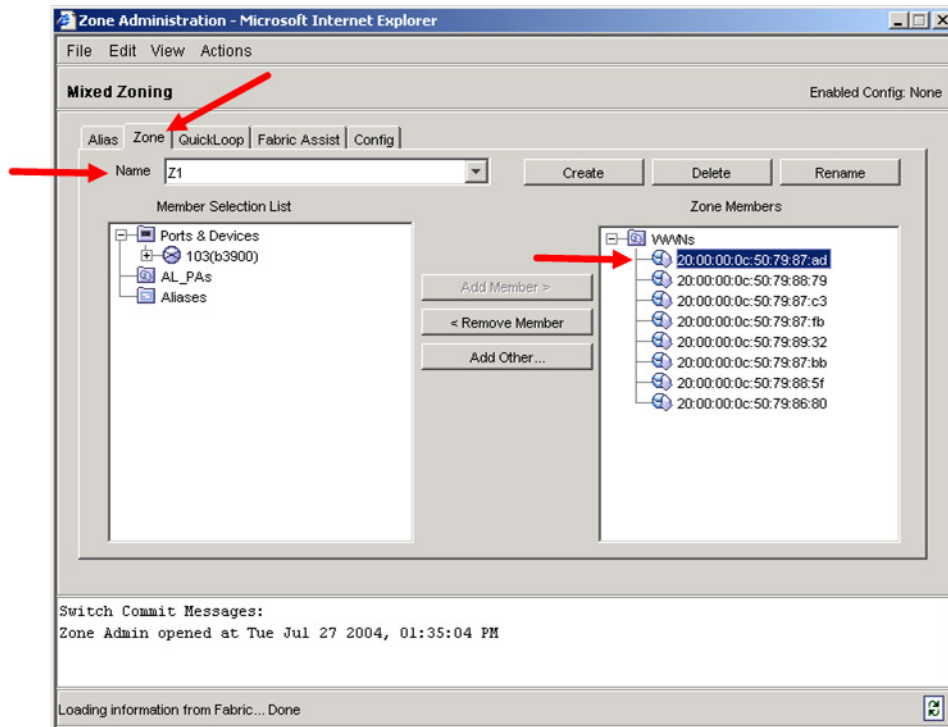 Zone Administration - Microsoft Internet Explorer
File Edit View Actions
Mixed Zoning
Enabled Config: None
Alias Zone QuickLoop Fabric Assist Config
Name Z1 Create Delete Rename
Member Selection List
Ports & Devices
103(b3900)
AL_PAs
Aliases
Add Member >
< Remove Member
Add Other...
Zone Members
WWNs
20:00:00:0c:50:79:87:ad
20:00:00:0c:50:79:88:79
20:00:00:0c:50:79:87:c3
20:00:00:0c:50:79:87:fb
20:00:00:0c:50:79:89:32
20:00:00:0c:50:79:87:bb
20:00:00:0c:50:79:88:5f
20:00:00:0c:50:79:86:80
Switch Commit Messages:
Zone Admin opened at Tue Jul 27 2004, 01:35:04 PM
Loading information from Fabric... Done